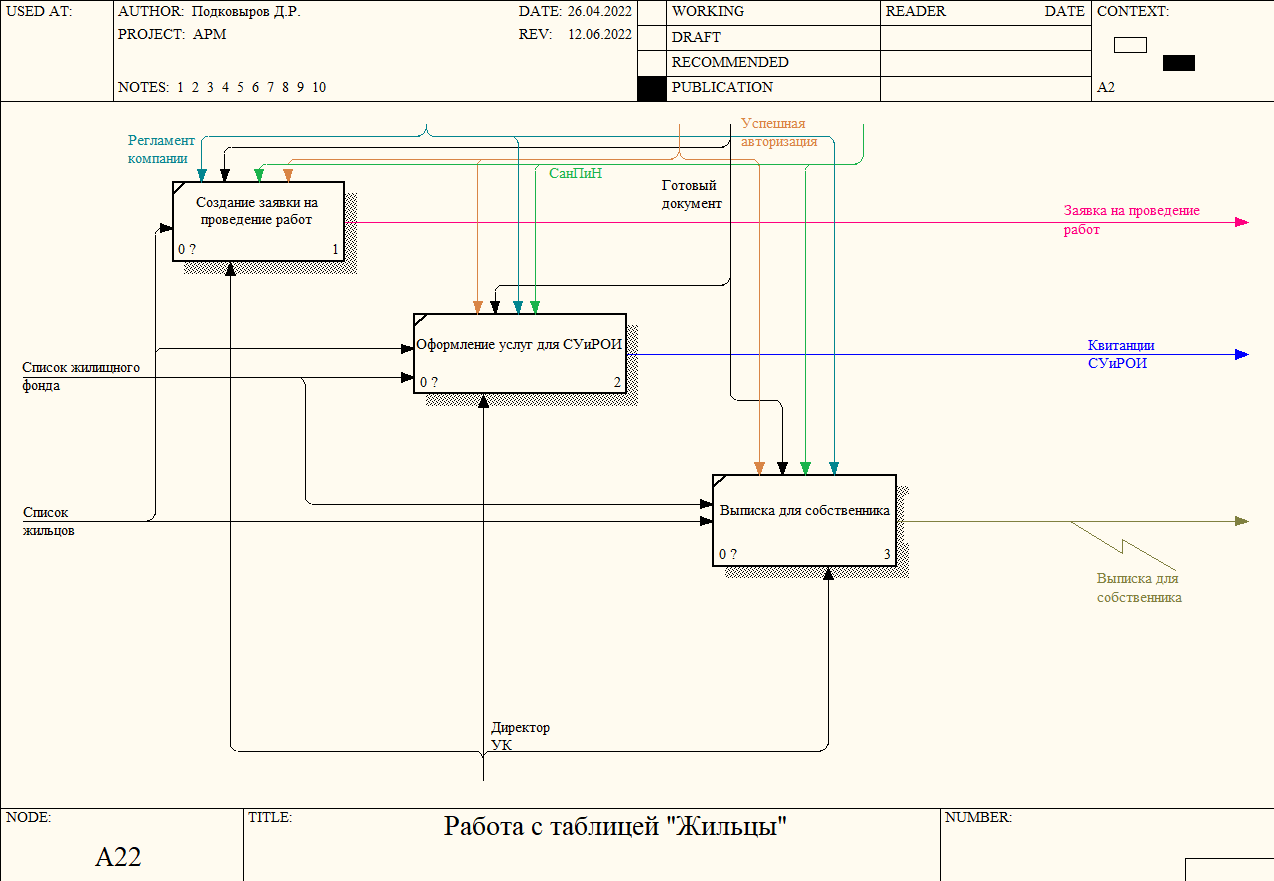 USED AT:
AUTHOR: Подковыров Д.Р.
DATE: 26.04.2022
PROJECT: АРМ
REV: 12.06.2022
NOTES: 1 2 3 4 5 6 7 8 9 10
WORKING
DRAFT
RECOMMENDED
PUBLICATION
READER
DATE
CONTEXT:
A2
Регламент
компании
Успешная
авторизация
СанПиН
Готовый
документ
Создание заявки на
проведение работ
0 ?
1
Заявка на проведение
работ
Оформление услуг для СУиРОИ
0 ?
2
Квитанции
СУиРОИ
Список жилищного
фонда
Список
жильцов
Выписка для собственника
0 ?
3
Выписка для
собственника
Директор
УК
NODE:
A22
TITLE:
Работа с таблицей "Жильцы"
NUMBER: